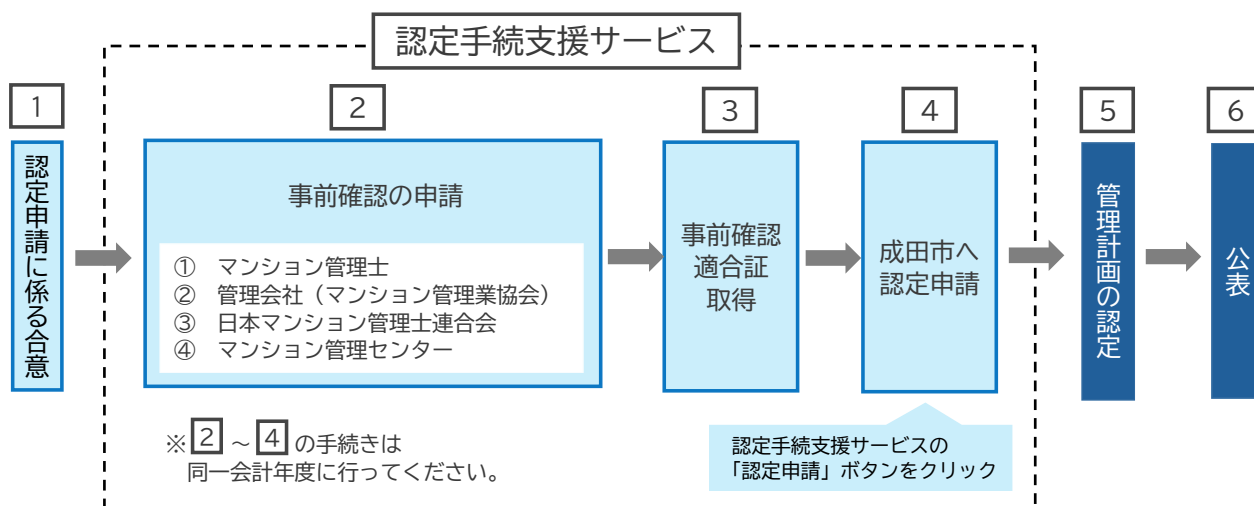 認定手続支援サービス
1
認定申請に係る合意
2
事前確認の申請
① マンション管理士
② 管理会社（マンション管理業協会）
③ 日本マンション管理士連合会
④ マンション管理センター
3
事前確認
適合証
取得
4
成田市へ
認定申請
5
管理計画の認定
6
公表
※2～4の手続きは
同一会計年度に行ってください。
認定手続支援サービスの
「認定申請」ボタンをクリック